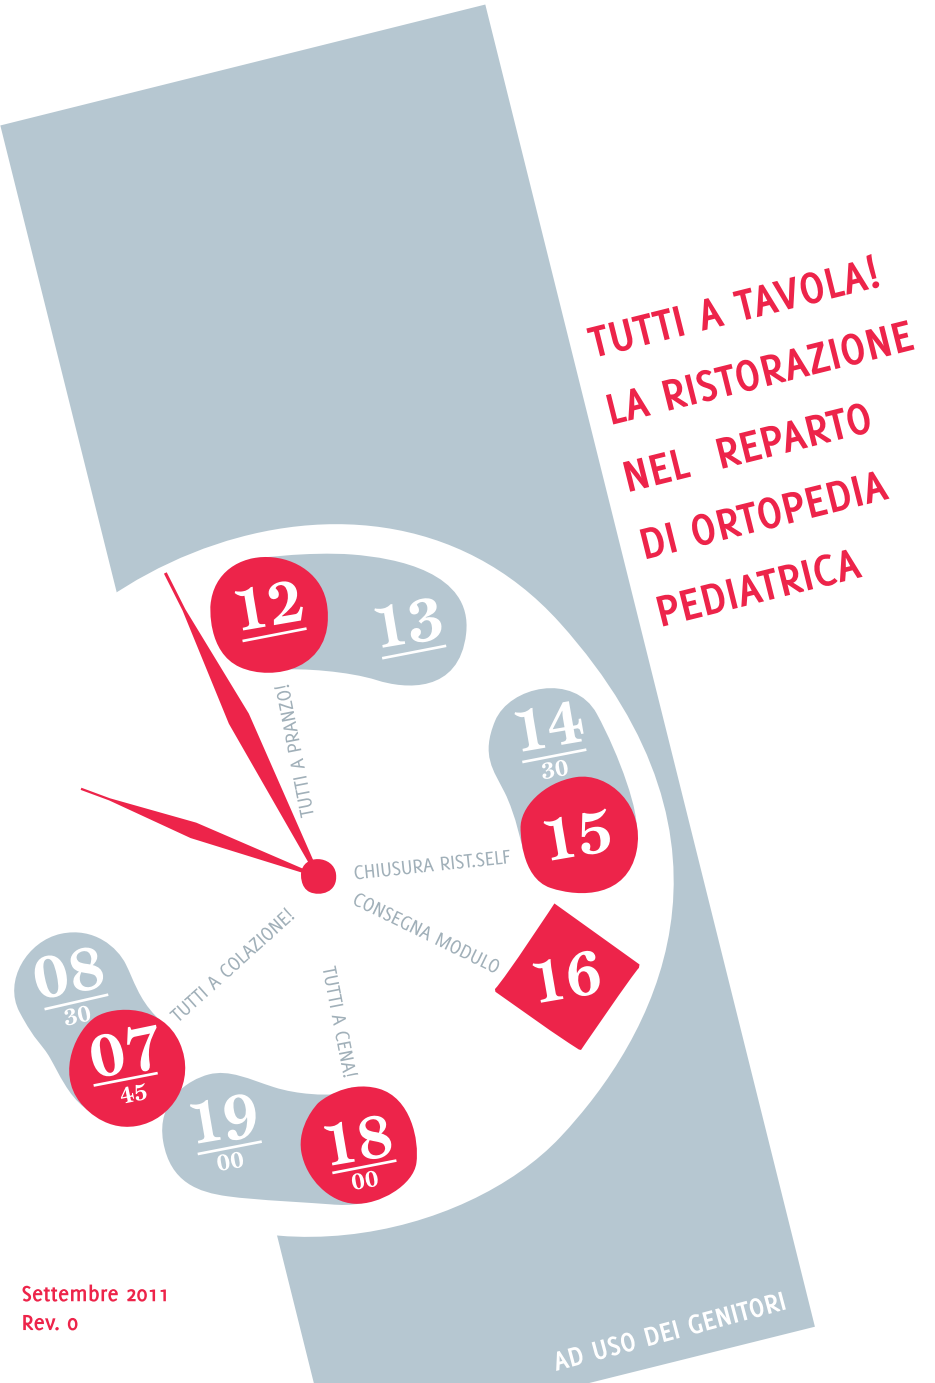 TUTTI A TAVOLA!
LA RISTORAZIONE
NEL REPARTO
DI ORTOPEDIA
PEDIATRICA
12
13
TUTTI A PRANZO!
14
30
15
CHIUSURA RIST.SELF
CONSEGNA MODULO
16
TUTTI A COLAZIONE!
08
30
07
45
TUTTI A CENA!
19
00
18
00
Settembre 2011
Rev. 0
AD USO DEI GENITORI